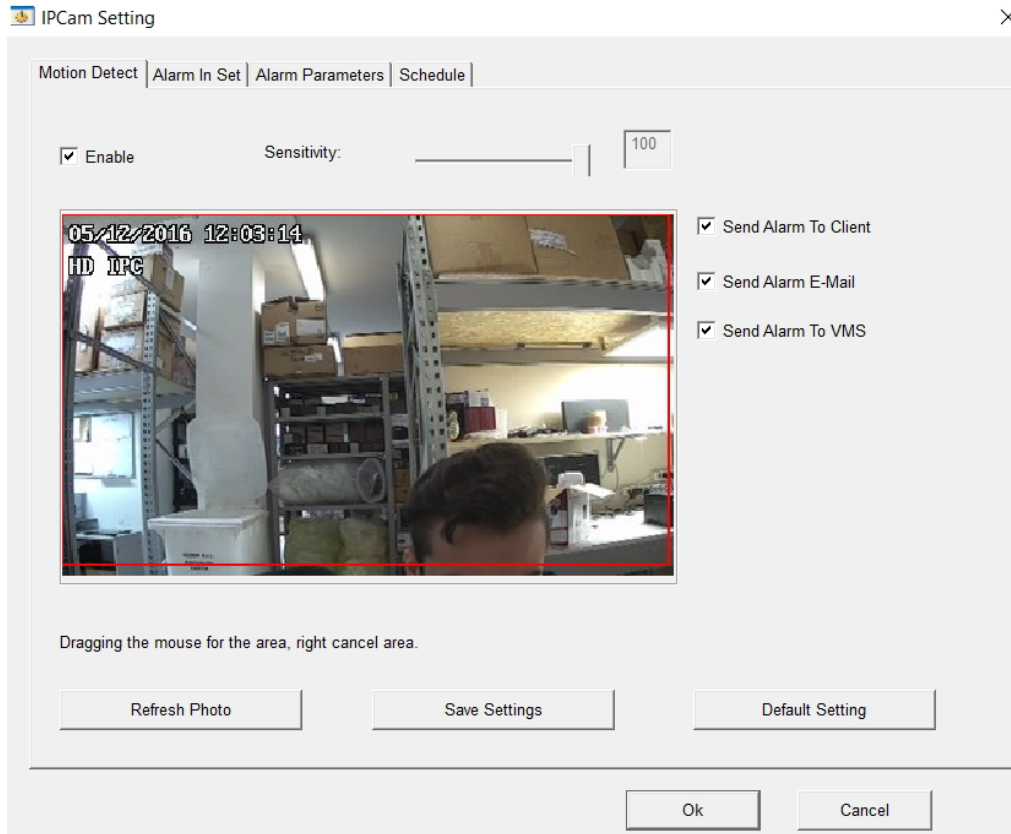 IPCam Setting
Motion Detect Alarm In Set Alarm Parameters Schedule
Enable Sensitivity: 100
05/12/2016 12:03:14
HD IPC
Send Alarm To Client
Send Alarm E-Mail
Send Alarm To VMS
Dragging the mouse for the area, right cancel area.
Refresh Photo Save Settings Default Setting
Ok Cancel